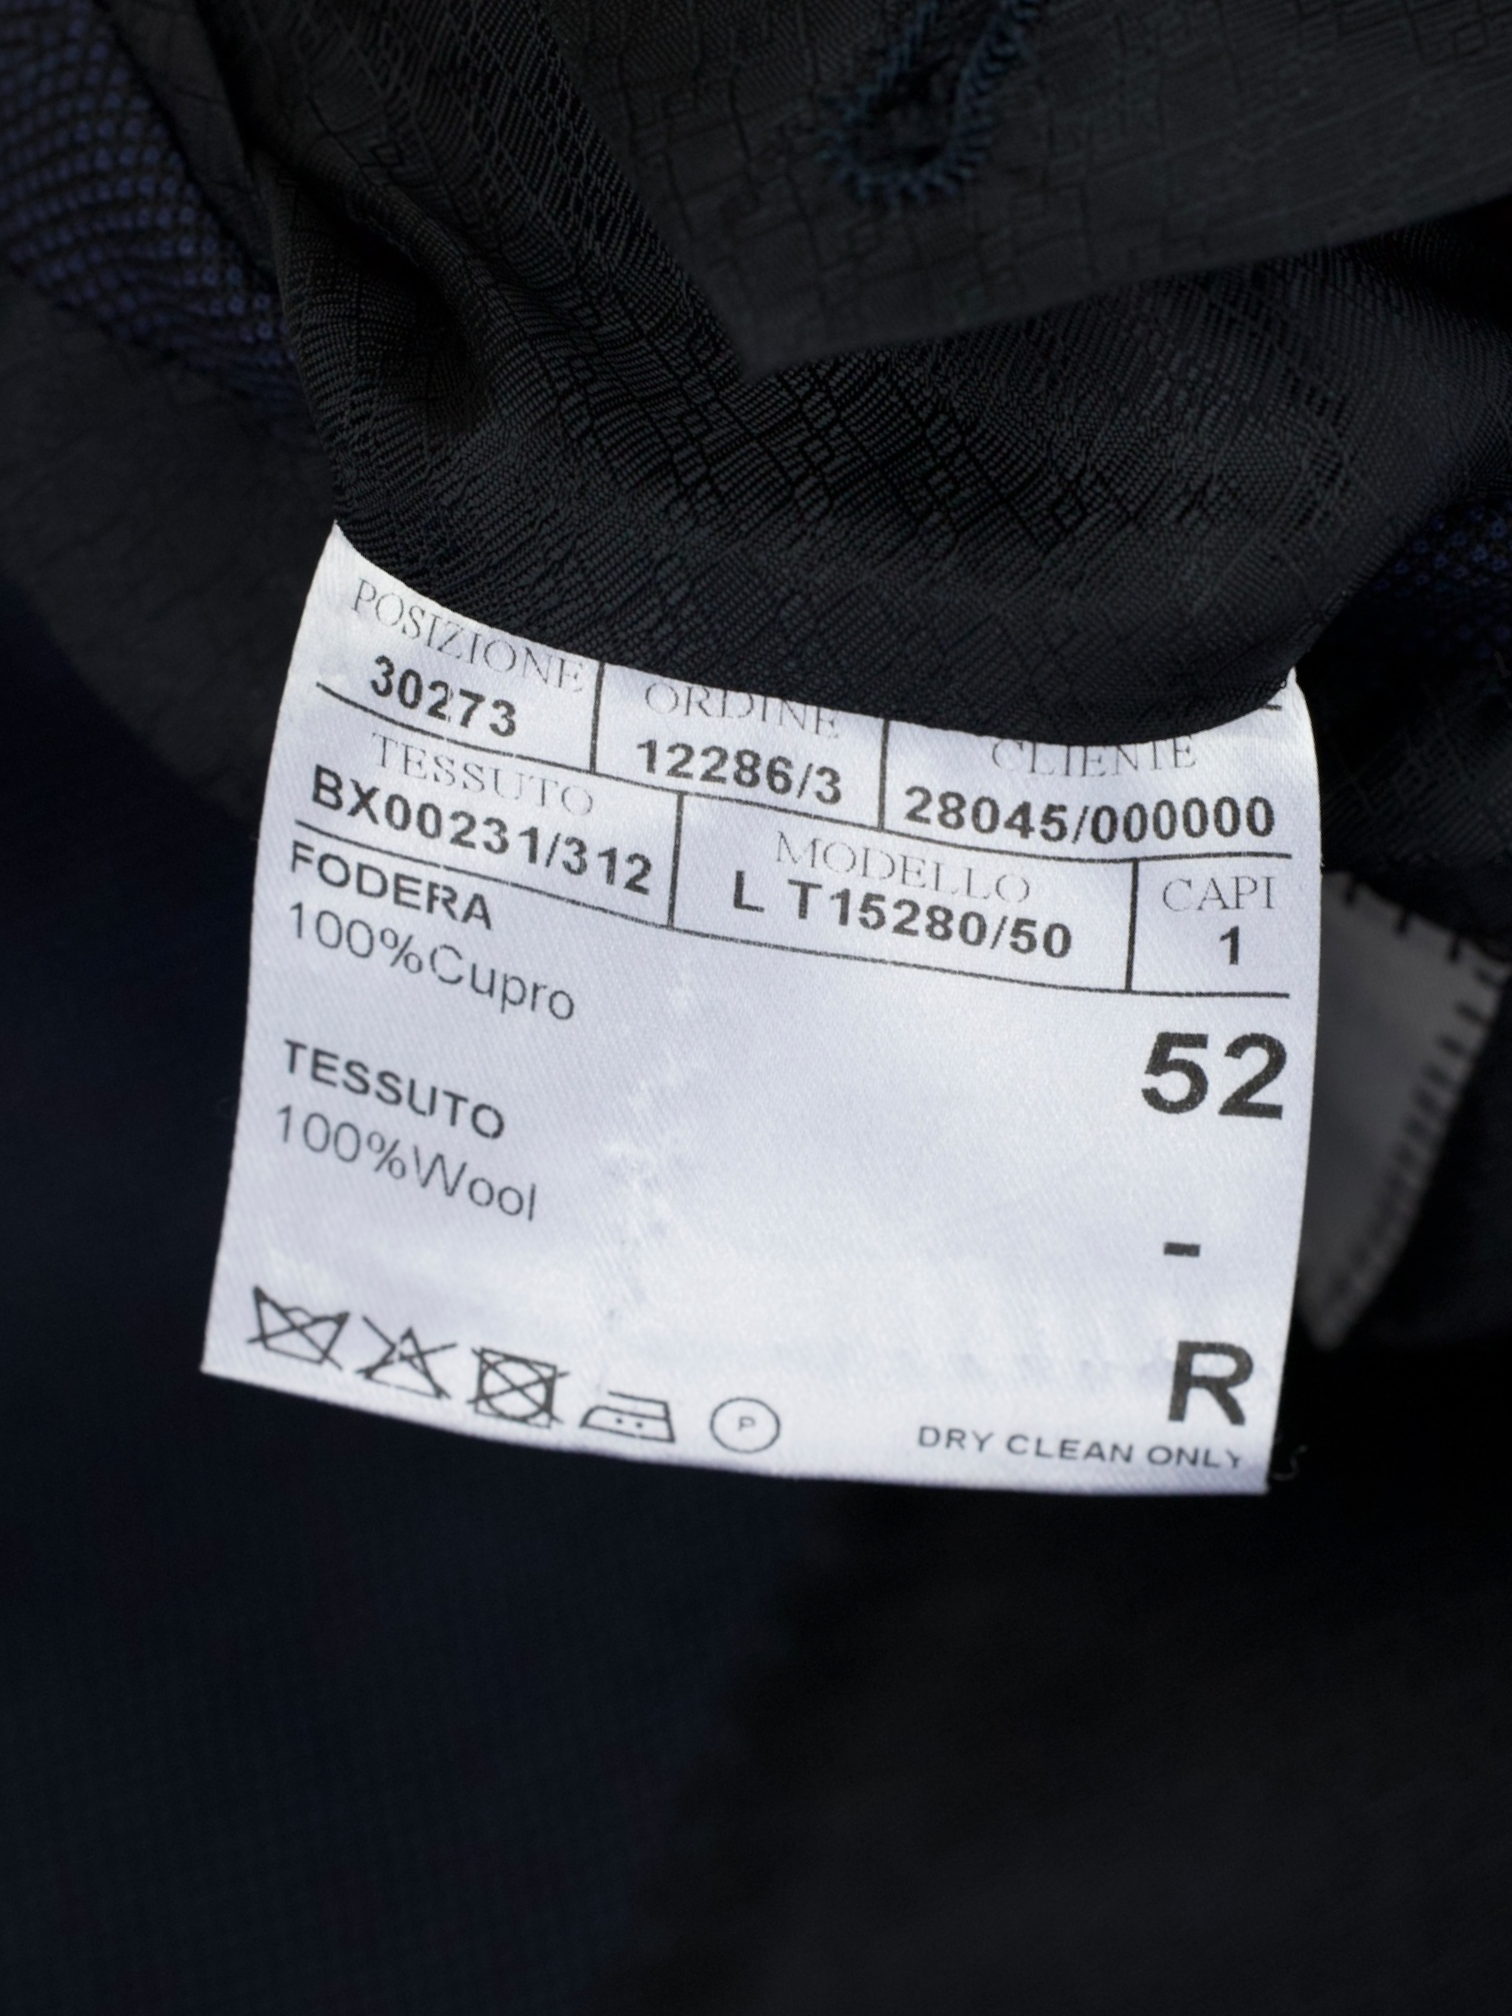 POSIZIONE ORDINE CLIENTE
30273 12286/3 28045/000000
TESSUTO MODELLO CAPI
BX00231/312 L T15280/50 1
FODERA
100%Cupro
52
TESSUTO
100%Wool
-
R
P
DRY CLEAN ONLY